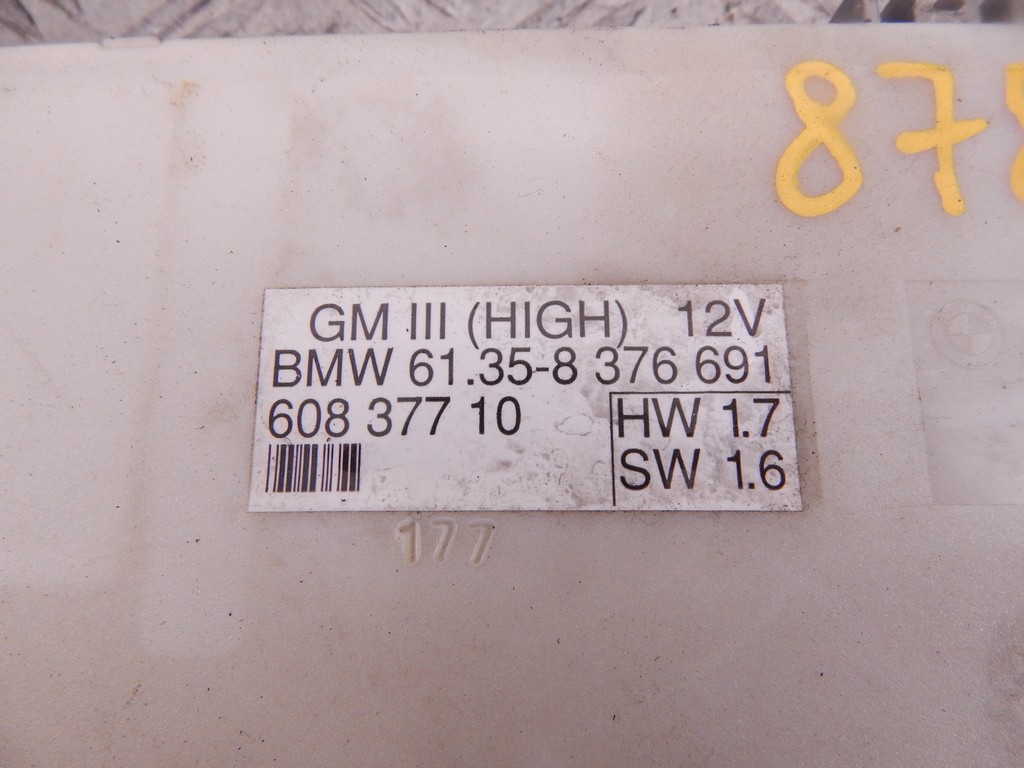 87
GM III (HIGH) 12V
BMW 61.35-8 376 691
608 377 10
HW 1.7
SW 1.6
177